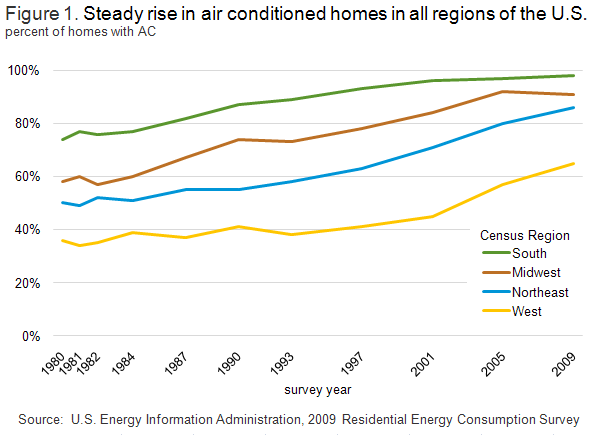 Figure 1. Steady rise in air conditioned homes in all regions of the U.S.
percent of homes with AC
100%
80%
60%
40%
20%
0%
Census Region
South
Midwest
Northeast
West
1980
1981
1982
1984
1987
1990
1993
1997
2001
2005
2009
survey year
Source: U.S. Energy Information Administration, 2009 Residential Energy Consumption Survey